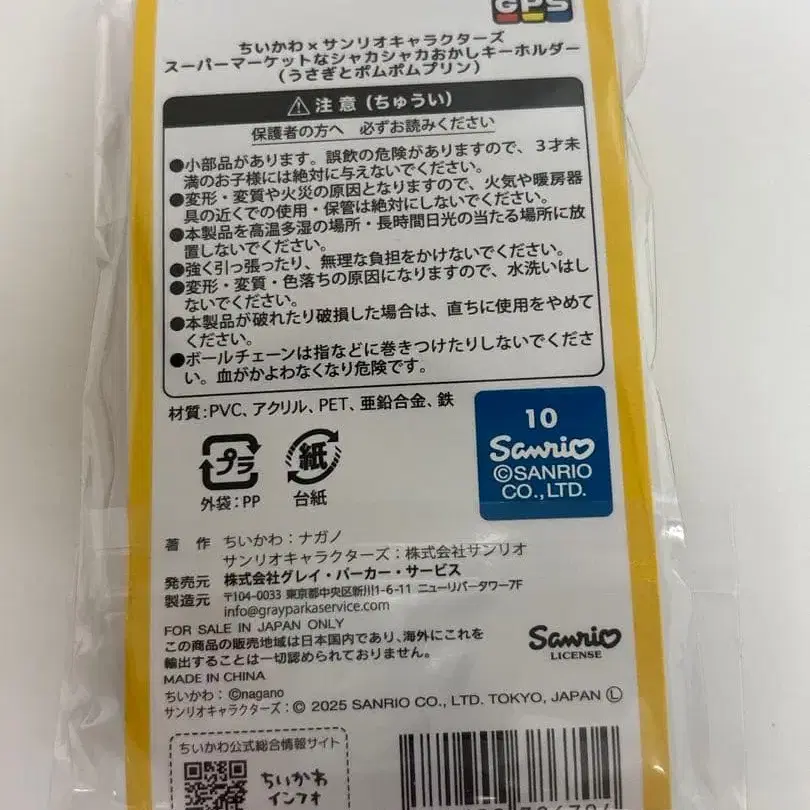 GPS
ちいかわ×サンリオキャラクターズ
スーパーマーケットなシャカシャカおかしキーホルダー
(うさぎとポムポムプリン)
注意(ちゅうい)
保護者の方へ 必ずお読みください
●小部品があります。誤飲の危険がありますので、3才未
満のお子様には絶対に与えないでください。
●変形・変質や火災の原因となりますので、火気や暖房器
具の近くでの使用・保管は絶対にしないでください。
●本製品を高温多湿の場所・長時間日光の当たる場所に放
置しないでください。
●強く引っ張ったり、無理な負担をかけないでください。
●変形・変質・色落ちの原因になりますので、水洗いはし
ないでください。
●本製品が破れたり破損した場合は、直ちに使用をやめて
ください。
●ボールチェーンは指などに巻きつけたりしないでくださ
い。血がかよわなくなり危険です。
材質:PVC、アクリル、PET、亜鉛合金、鉄
プラ
外袋:PP
紙
台紙
10
Sanrio
©SANRIO
CO.,LTD.
著 作 ちいかわ:ナガノ
サンリオキャラクターズ:株式会社サンリオ
発売元 株式会社グレイ・パーカー・サービス
製造元 〒104-0033 東京都中央区新川1-6-11 ニューリバータワー7F
info@grayparkaservice.com
FOR SALE IN JAPAN ONLY
この商品の販売地域は日本国内であり、海外にこれを
輸出することは一切認められておりません。
MADE IN CHINA
Sanrio
LICENSE
ちいかわ:©nagano
サンリオキャラクターズ:© 2025 SANRIO CO., LTD. TOKYO, JAPAN Ⓛ
ちいかわ公式総合情報サイト
ちいかわ
インフォ